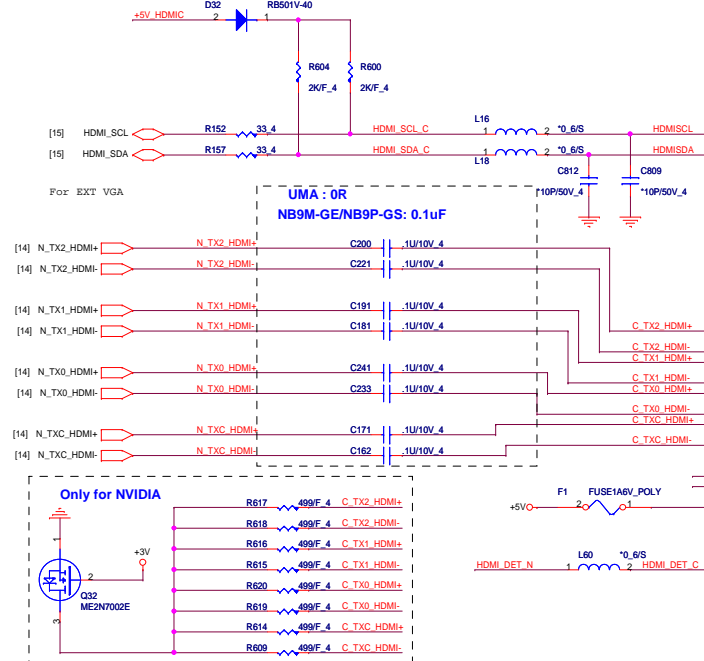 D32 RB501V-40
+5V_HDMIC 2 1
R604 R600
2K/F_4 2K/F_4
L16
[15] HDMI_SCL R152 33_4 HDMI_SCL_C 1 2 *0_6/S HDMISCL
[15] HDMI_SDA R157 33_4 HDMI_SDA_C 1 2 *0_6/S HDMISDA
L18
C812 C809
*10P/50V_4 *10P/50V_4
For EXT VGA
UMA : 0R
NB9M-GE/NB9P-GS: 0.1uF
[14] N_TX2_HDMI+ N_TX2_HDMI+ C200 .1U/10V_4
[14] N_TX2_HDMI- N_TX2_HDMI- C221 .1U/10V_4
[14] N_TX1_HDMI+ N_TX1_HDMI+ C191 .1U/10V_4
[14] N_TX1_HDMI- N_TX1_HDMI- C181 .1U/10V_4
[14] N_TX0_HDMI+ N_TX0_HDMI+ C241 .1U/10V_4
[14] N_TX0_HDMI- N_TX0_HDMI- C233 .1U/10V_4
[14] N_TXC_HDMI+ N_TXC_HDMI+ C171 .1U/10V_4
[14] N_TXC_HDMI- N_TXC_HDMI- C162 .1U/10V_4
C_TX2_HDMI+
C_TX2_HDMI-
C_TX1_HDMI+
C_TX1_HDMI-
C_TX0_HDMI+
C_TX0_HDMI-
C_TXC_HDMI+
C_TXC_HDMI-
Only for NVIDIA
R617 499/F_4 C_TX2_HDMI+
R618 499/F_4 C_TX2_HDMI-
R616 499/F_4 C_TX1_HDMI+
R615 499/F_4 C_TX1_HDMI-
R620 499/F_4 C_TX0_HDMI+
R619 499/F_4 C_TX0_HDMI-
R614 499/F_4 C_TXC_HDMI+
R609 499/F_4 C_TXC_HDMI-
1
+3V
2
Q32
ME2N7002E
3
F1 FUSE1A6V_POLY
+5V 2 1
L60 *0_6/S
HDMI_DET_N 1 2 HDMI_DET_C